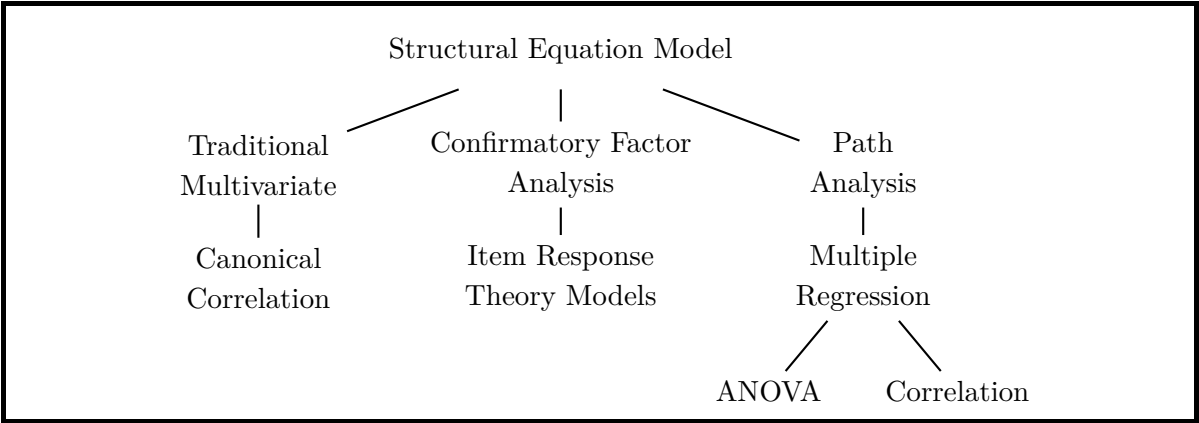 Structural Equation Model
Traditional
Multivariate
Confirmatory Factor
Analysis
Path
Analysis
Canonical
Correlation
Item Response
Theory Models
Multiple
Regression
ANOVA
Correlation